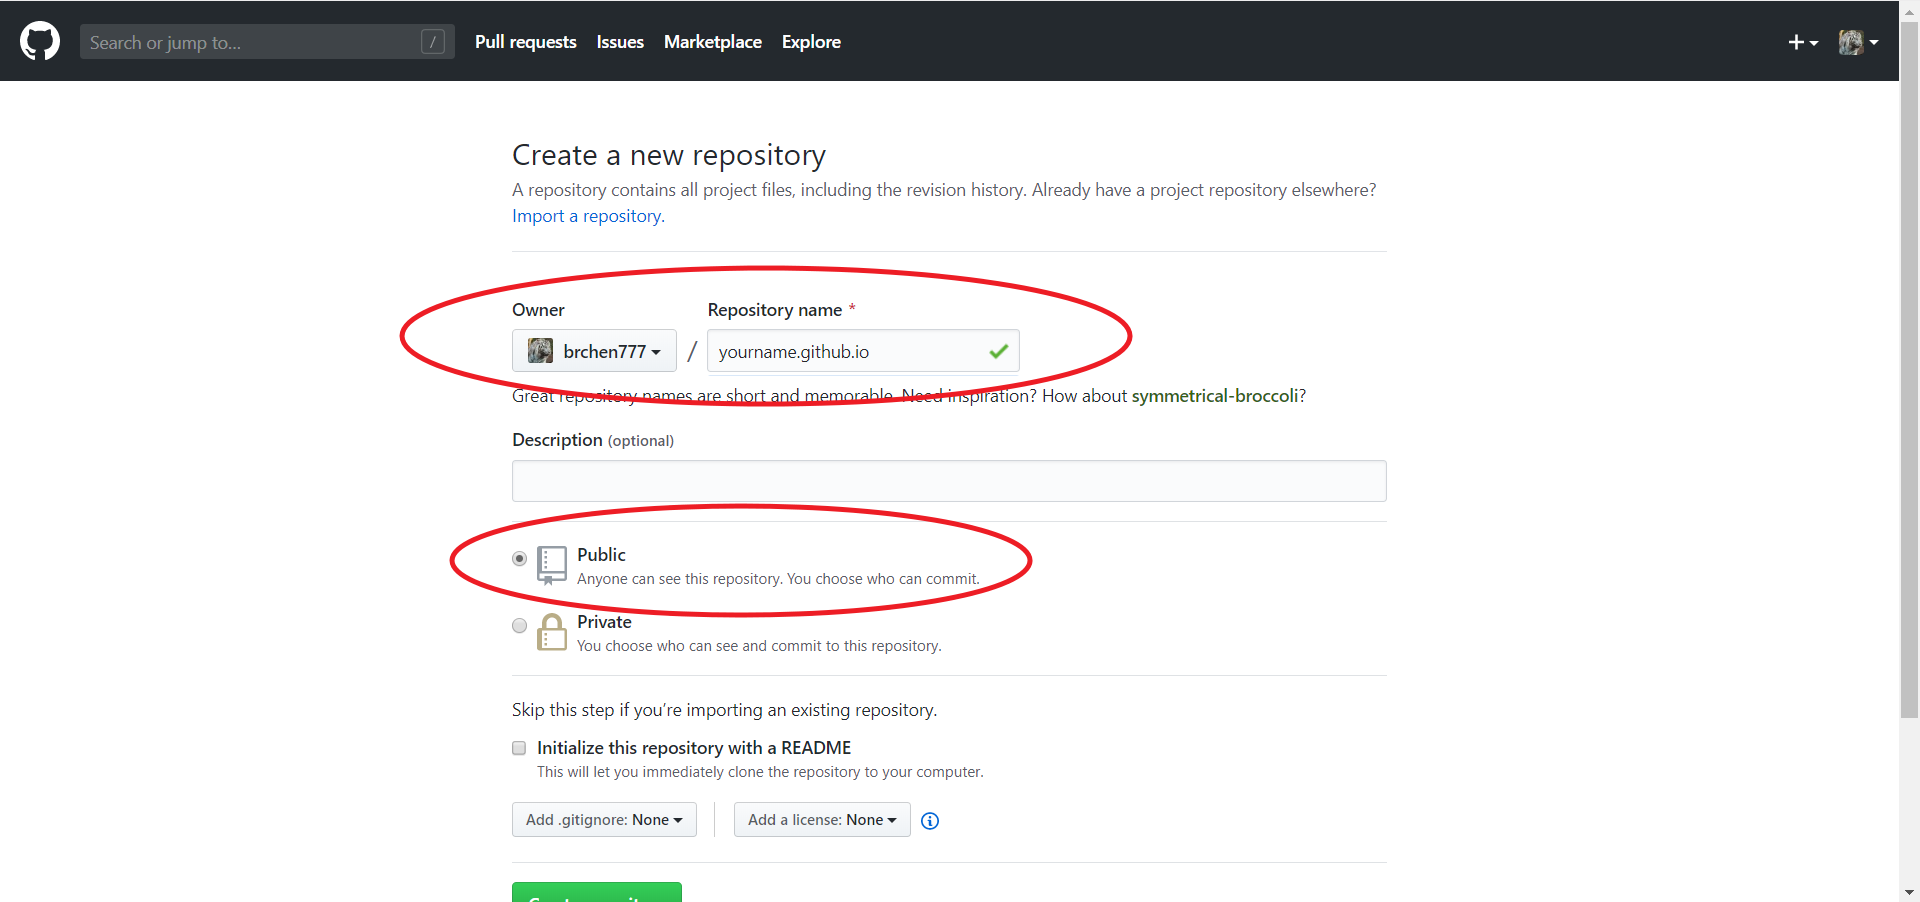 Search or jump to... / Pull requests Issues Marketplace Explore
Create a new repository
A repository contains all project files, including the revision history. Already have a project repository elsewhere?
Import a repository.
Owner Repository name *
brchen777 / yourname.github.io
Great repository names are short and memorable. Need inspiration? How about symmetrical-broccoli?
Description (optional)
Public
Anyone can see this repository. You choose who can commit.
Private
You choose who can see and commit to this repository.
Skip this step if you’re importing an existing repository.
Initialize this repository with a README
This will let you immediately clone the repository to your computer.
Add .gitignore: None Add a license: None